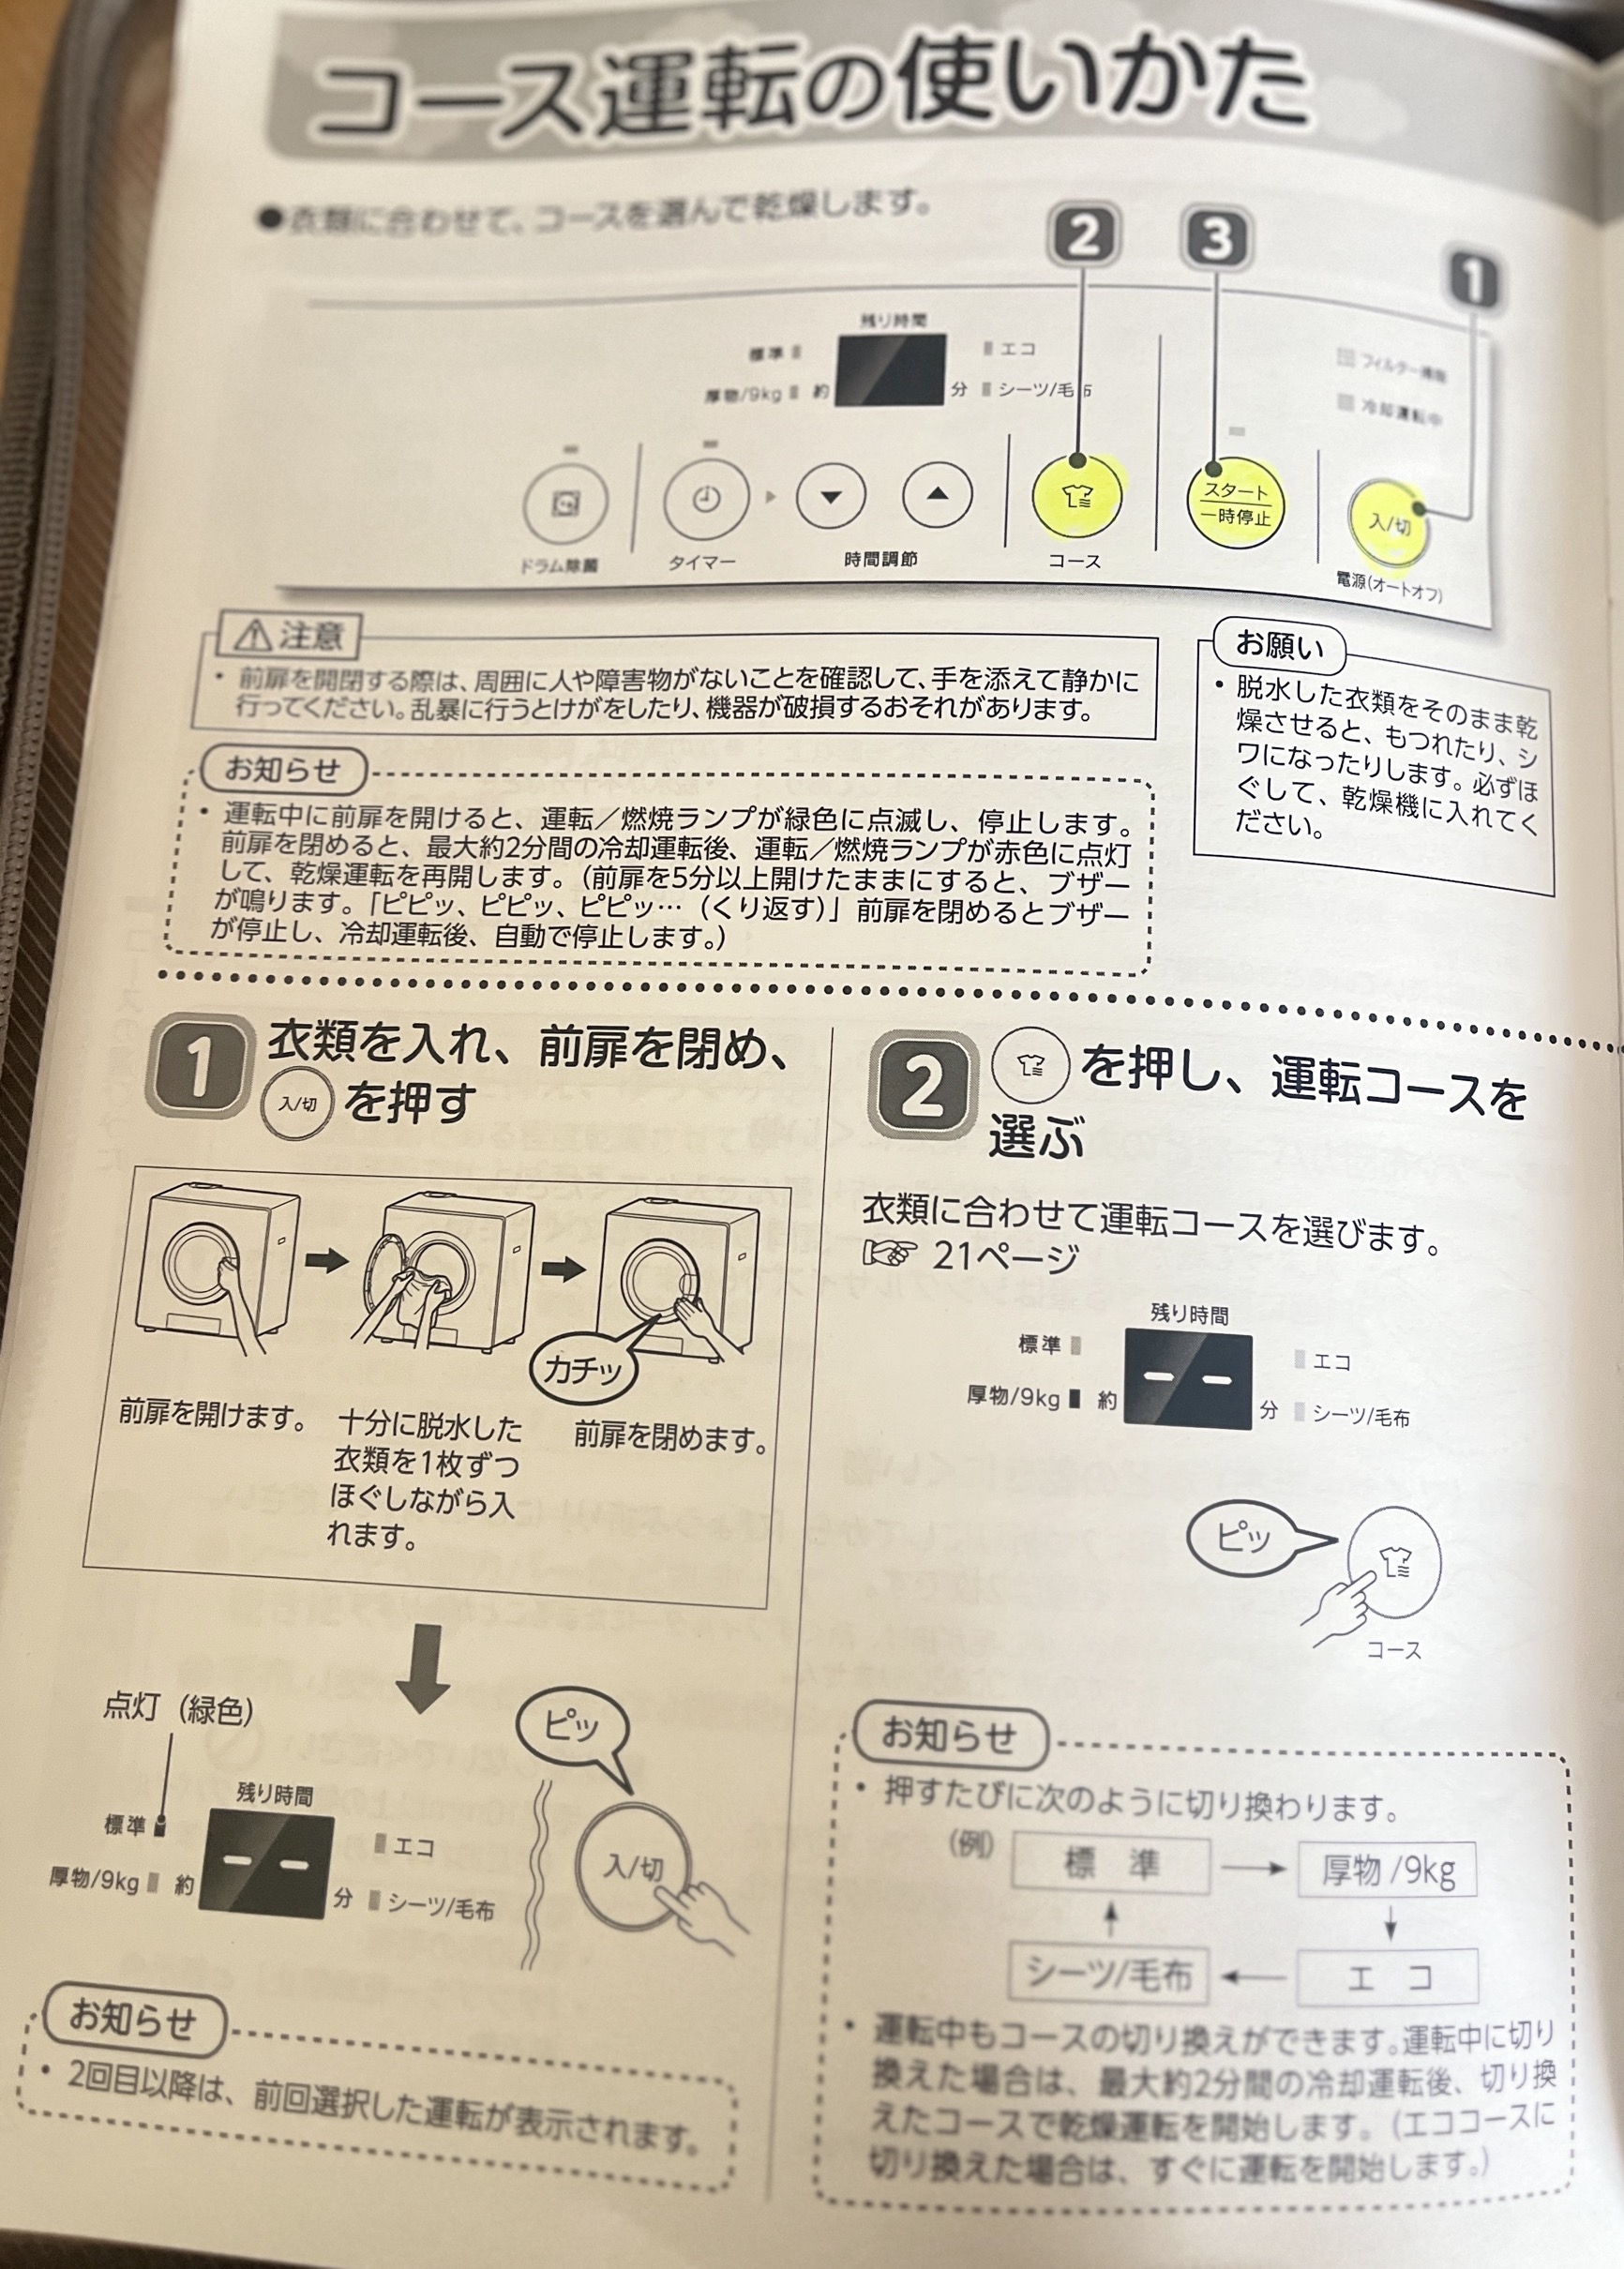 コース運転の使いかた
●衣類に合わせて、コースを選んで乾燥します。
2
3
1
残り時間
標準
エコ
厚物/9kg
約
分
シーツ/毛布
フィルター掃除
冷却運転中
スタート
一時停止
入/切
ドラム除菌
タイマー
時間調節
コース
電源(オートオフ)
注意
・前扉を開閉する際は、周囲に人や障害物がないことを確認して、手を添えて静かに
行ってください。乱暴に行うとけがをしたり、機器が破損するおそれがあります。
お願い
・脱水した衣類をそのまま乾
燥させると、もつれたり、シ
ワになったりします。必ずほ
ぐして、乾燥機に入れてく
ださい。
お知らせ
・運転中に前扉を開けると、運転／燃焼ランプが緑色に点滅し、停止します。
前扉を閉めると、最大約2分間の冷却運転後、運転／燃焼ランプが赤色に点灯
して、乾燥運転を再開します。（前扉を5分以上開けたままにすると、ブザー
が鳴ります。「ピピッ、ピピッ、ピピッ…（くり返す）」前扉を閉めるとブザー
が停止し、冷却運転後、自動で停止します。）
1
衣類を入れ、前扉を閉め、
入/切 を押す
カチッ
前扉を開けます。
十分に脱水した
衣類を1枚ずつ
ほぐしながら入
れます。
前扉を閉めます。
点灯（緑色）
残り時間
標準
エコ
厚物/9kg
約
分
シーツ/毛布
ピッ
入/切
お知らせ
・2回目以降は、前回選択した運転が表示されます。
2
を押し、運転コースを
選ぶ
衣類に合わせて運転コースを選びます。
21ページ
残り時間
標準
エコ
厚物/9kg
約
分
シーツ/毛布
ピッ
コース
お知らせ
・押すたびに次のように切り換わります。
（例）
標 準
厚物/9kg
シーツ/毛布
エ コ
・運転中もコースの切り換えができます。運転中に切り
換えた場合は、最大約2分間の冷却運転後、切り換
えたコースで乾燥運転を開始します。（エココースに
切り換えた場合は、すぐに運転を開始します。）